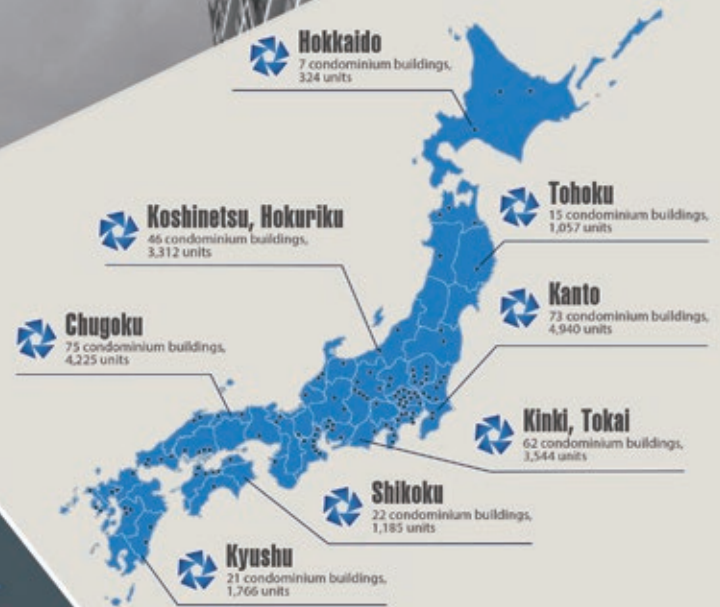 Hokkaido
7 condominium buildings,
324 units
Tohoku
15 condominium buildings,
1,057 units
Koshinetsu, Hokuriku
46 condominium buildings,
3,312 units
Kanto
73 condominium buildings,
4,940 units
Chugoku
75 condominium buildings,
4,225 units
Kinki, Tokai
62 condominium buildings,
3,544 units
Shikoku
22 condominium buildings,
1,185 units
Kyushu
21 condominium buildings,
1,766 units